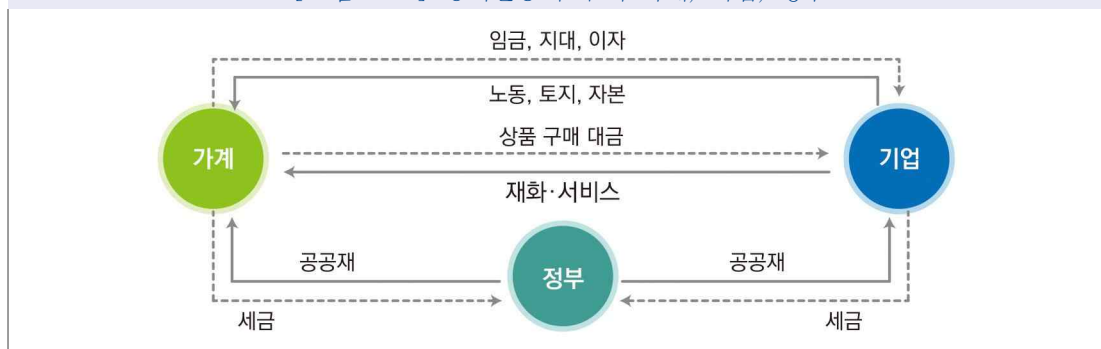 임금, 지대, 이자
노동, 토지, 자본
상품 구매 대금
가계
기업
재화·서비스
공공재
정부
공공재
세금
세금